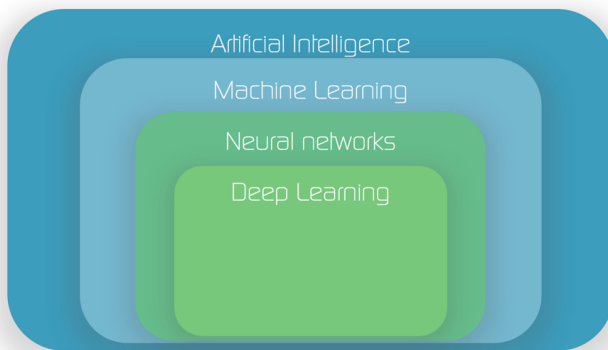 Artificial Intelligence
Machine Learning
Neural networks
Deep Learning